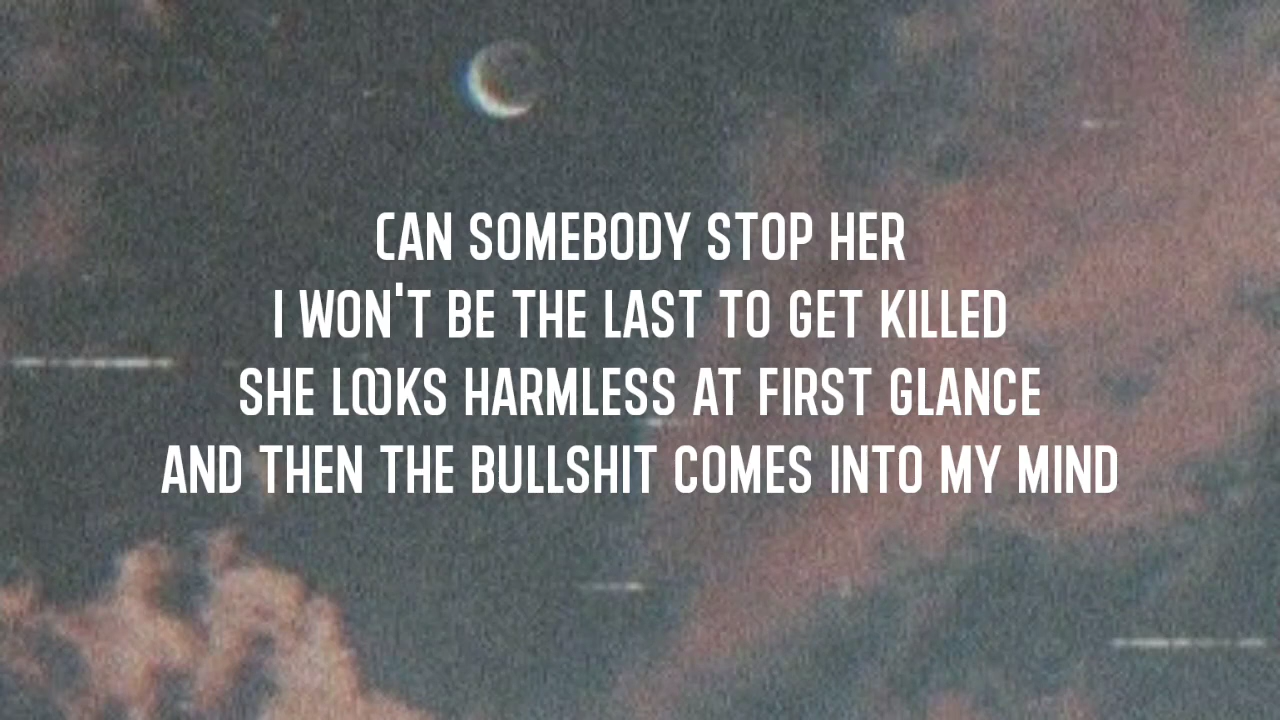 CAN SOMEBODY STOP HER
I WON'T BE THE LAST TO GET KILLED
SHE LOOKS HARMLESS AT FIRST GLANCE
AND THEN THE BULLSHIT COMES INTO MY MIND